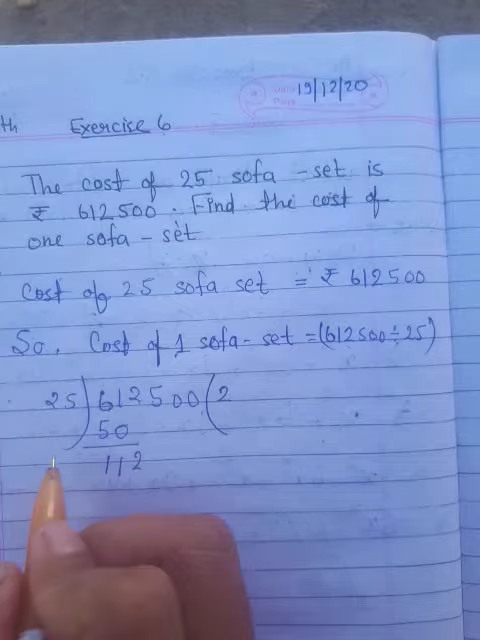 19/12/20
th Exercise 6
The cost of 25 sofa-set is
₹ 612500. Find the cost of
one sofa-set
Cost of 25 sofa set = ₹ 612500
So, Cost of 1 sofa-set = (612500÷25)
25)612500(2
50
112